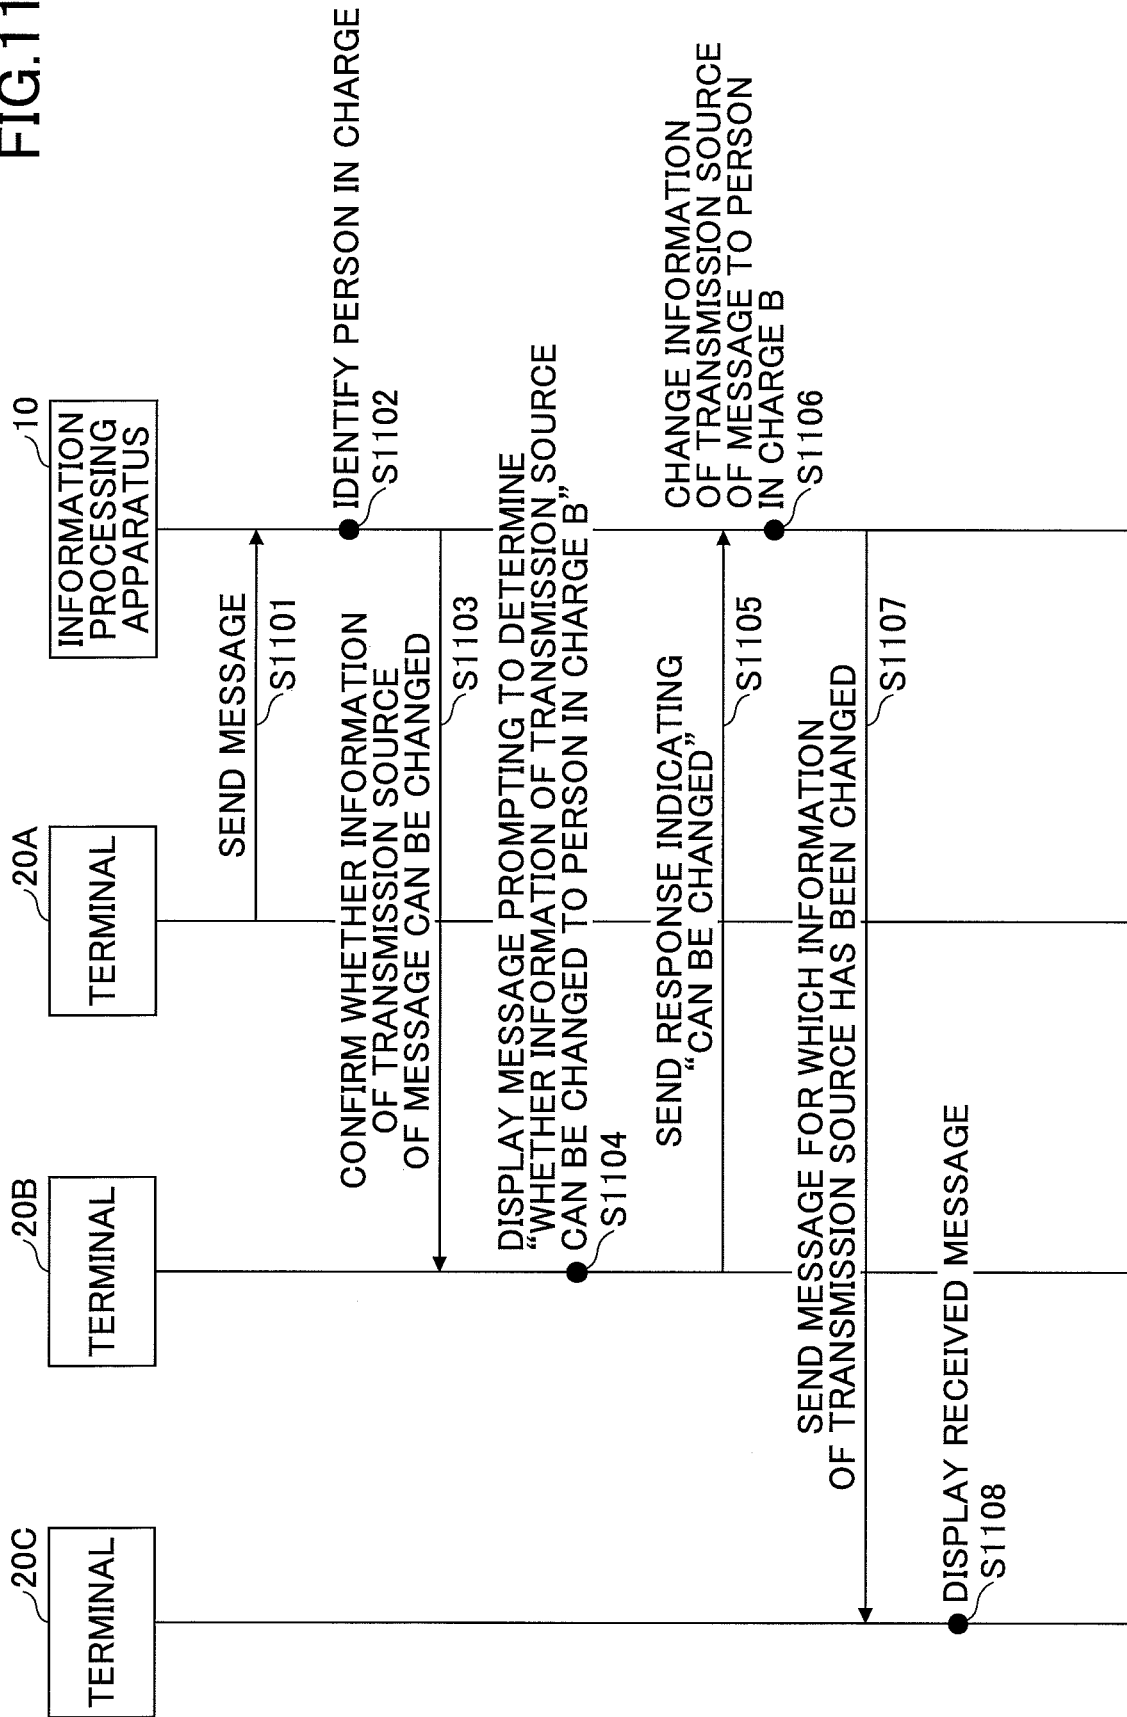 FIG.11
20C
TERMINAL
20B
TERMINAL
20A
TERMINAL
10
INFORMATION
PROCESSING
APPARATUS
SEND MESSAGE
S1101
IDENTIFY PERSON IN CHARGE
S1102
CONFIRM WHETHER INFORMATION
OF TRANSMISSION SOURCE
OF MESSAGE CAN BE CHANGED
S1103
DISPLAY MESSAGE PROMPTING TO DETERMINE
“WHETHER INFORMATION OF TRANSMISSION SOURCE
CAN BE CHANGED TO PERSON IN CHARGE B”
S1104
SEND RESPONSE INDICATING
“CAN BE CHANGED”
S1105
CHANGE INFORMATION
OF TRANSMISSION SOURCE
OF MESSAGE TO PERSON
IN CHARGE B
S1106
SEND MESSAGE FOR WHICH INFORMATION
OF TRANSMISSION SOURCE HAS BEEN CHANGED
S1107
DISPLAY RECEIVED MESSAGE
S1108